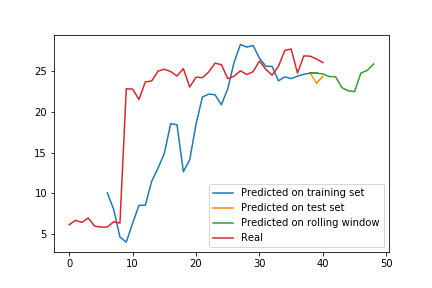 25
20
15
10
5
0
10
20
30
40
50
Predicted on training set
Predicted on test set
Predicted on rolling window
Real